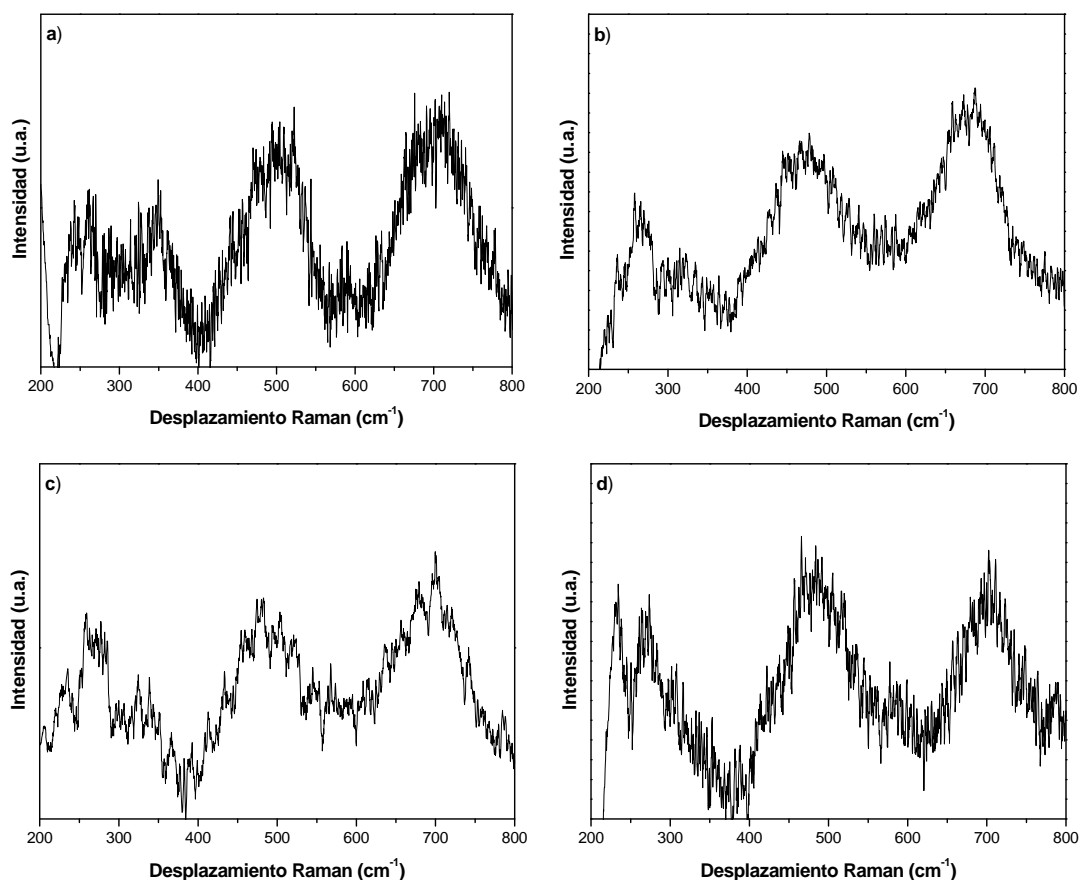 a)
Intensidad (u.a.)
200 300 400 500 600 700 800
Desplazamiento Raman (cm⁻¹)
b)
Intensidad (u.a.)
200 300 400 500 600 700 800
Desplazamiento Raman (cm⁻¹)
c)
Intensidad (u.a.)
200 300 400 500 600 700 800
Desplazamiento Raman (cm⁻¹)
d)
Intensidad (u.a.)
200 300 400 500 600 700 800
Desplazamiento Raman (cm⁻¹)